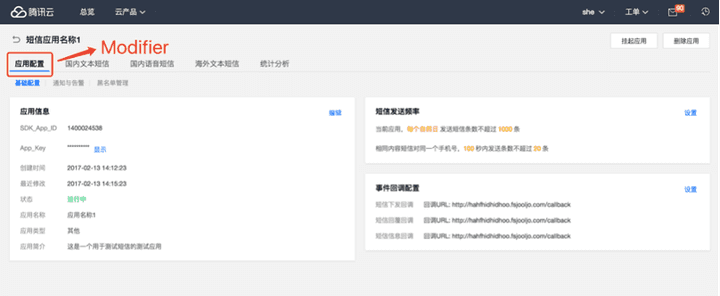 腾讯云 总览 云产品 she 工单 90
短信应用名称1 挂起应用 删除应用
Modifier
应用配置 国内文本短信 国内语音短信 海外文本短信 统计分析
基础配置 通知与告警 黑名单管理
应用信息 编辑
SDK_App_ID 1400024538
App_Key ********** 显示
创建时间 2017-02-13 14:12:23
最近修改 2017-02-13 14:15:23
状态 运行中
应用名称 应用名称1
应用类型 其他
应用简介 这是一个用于测试短信的测试应用
短信发送频率 设置
当前应用，每个自然日 发送短信条数不超过 1000 条
相同内容短信对同一个手机号，180 秒内发送条数不超过 20 条
事件回调配置 设置
短信下发回调 回调URL: http://hahfhidhidhoo.fsjooljo.com/callback
短信回覆回调 回调URL: http://hahfhidhidhoo.fsjooljo.com/callback
短信信息回调 回调URL: http://hahfhidhidhoo.fsjooljo.com/callback